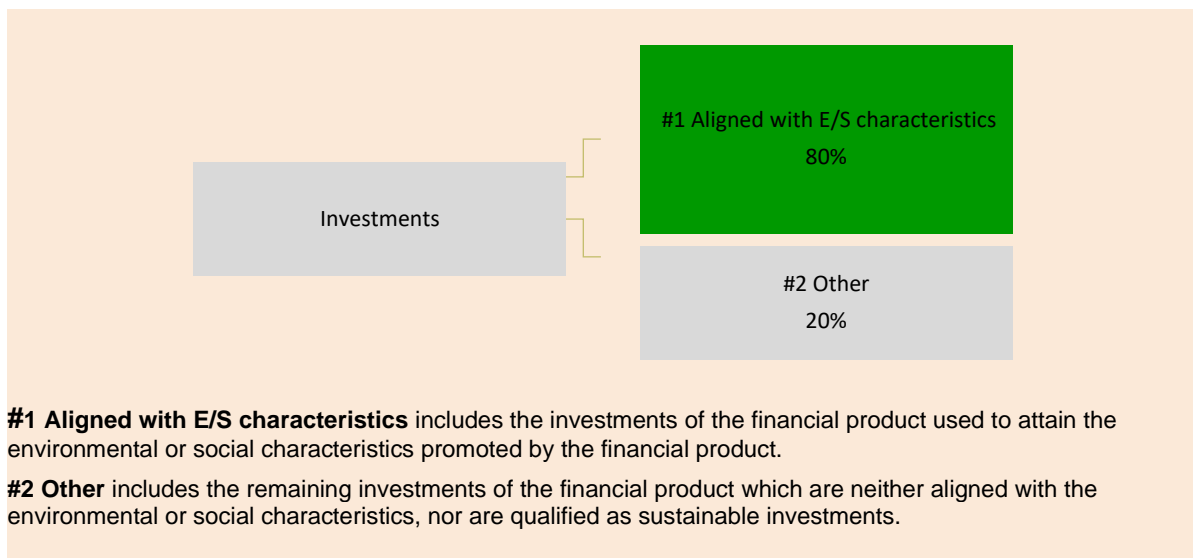 #1 Aligned with E/S characteristics
80%
Investments
#2 Other
20%
#1 Aligned with E/S characteristics includes the investments of the financial product used to attain the
environmental or social characteristics promoted by the financial product.
#2 Other includes the remaining investments of the financial product which are neither aligned with the
environmental or social characteristics, nor are qualified as sustainable investments.